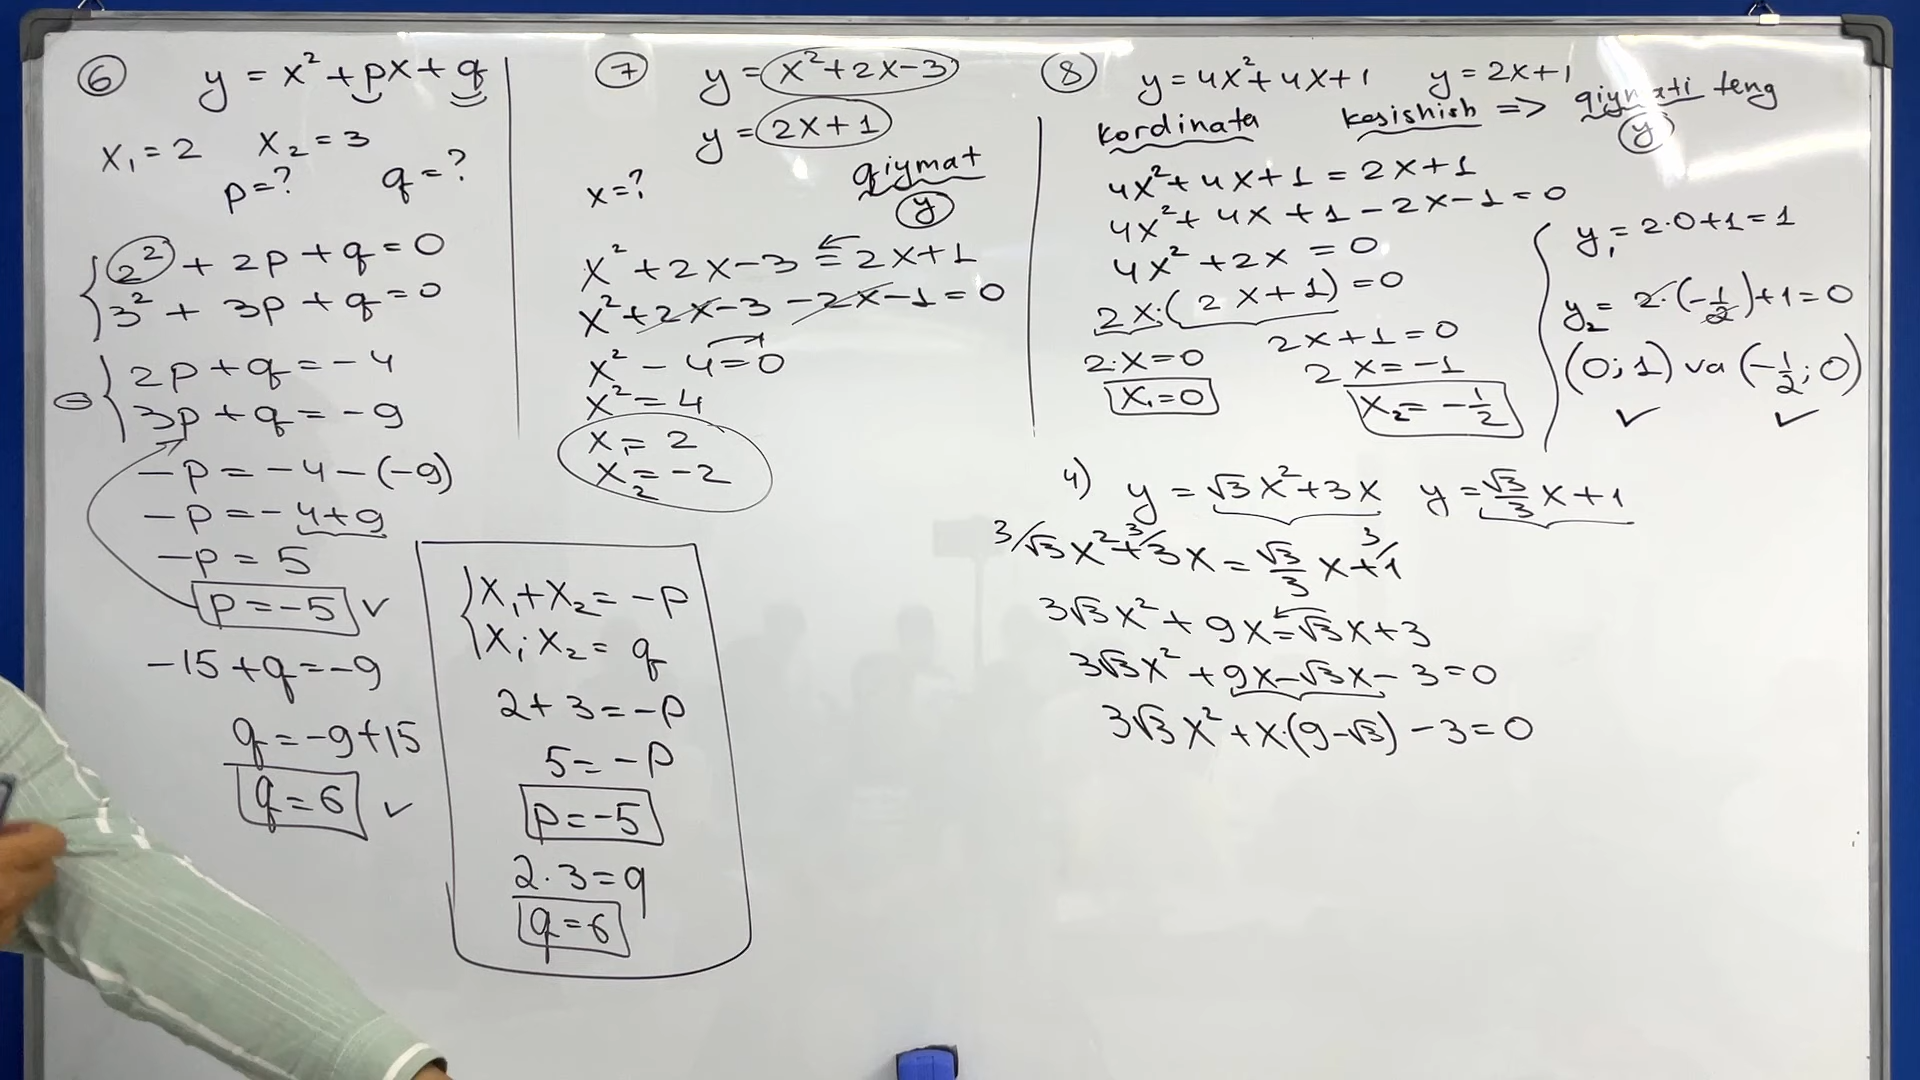 ⑥ y = x² + px + q
x₁ = 2 x₂ = 3
p = ? q = ?
2² + 2p + q = 0
3² + 3p + q = 0
⊖ 2p + q = -4
3p + q = -9
-p = -4 - (-9)
-p = -4+9
-p = 5
p = -5 ✓
-15 + q = -9
q = -9+15
q = 6 ✓
x₁ + x₂ = -p
x₁ · x₂ = q
2 + 3 = -p
5 = -p
p = -5
2 · 3 = q
q = 6
⑦ y = x²+2x-3
y = 2x+1
x = ? qiymat
y
x² + 2x - 3 = 2x+1
x² + 2x - 3 - 2x - 1 = 0
x² - 4 = 0
x² = 4
x₁ = 2
x₂ = -2
⑧ y = 4x² + 4x + 1 y = 2x+1
kordinata kesishish => qiymati teng
y
4x² + 4x + 1 = 2x + 1
4x² + 4x + 1 - 2x - 1 = 0
4x² + 2x = 0
2x·(2x+1) = 0
2·x = 0 2x+1 = 0
x₁ = 0 2x = -1
x₂ = -1/2
y₁ = 2·0+1 = 1
y₂ = 2·(-1/2)+1 = 0
(0; 1) va (-1/2; 0)
✓ ✓
4) y = √3x²+3x y = √3/3 x + 1
3/ √3x² + 3/ 3x = √3/3 x + 3/ 1
3√3x² + 9x = √3x + 3
3√3x² + 9x - √3x - 3 = 0
3√3x² + x·(9-√3) - 3 = 0